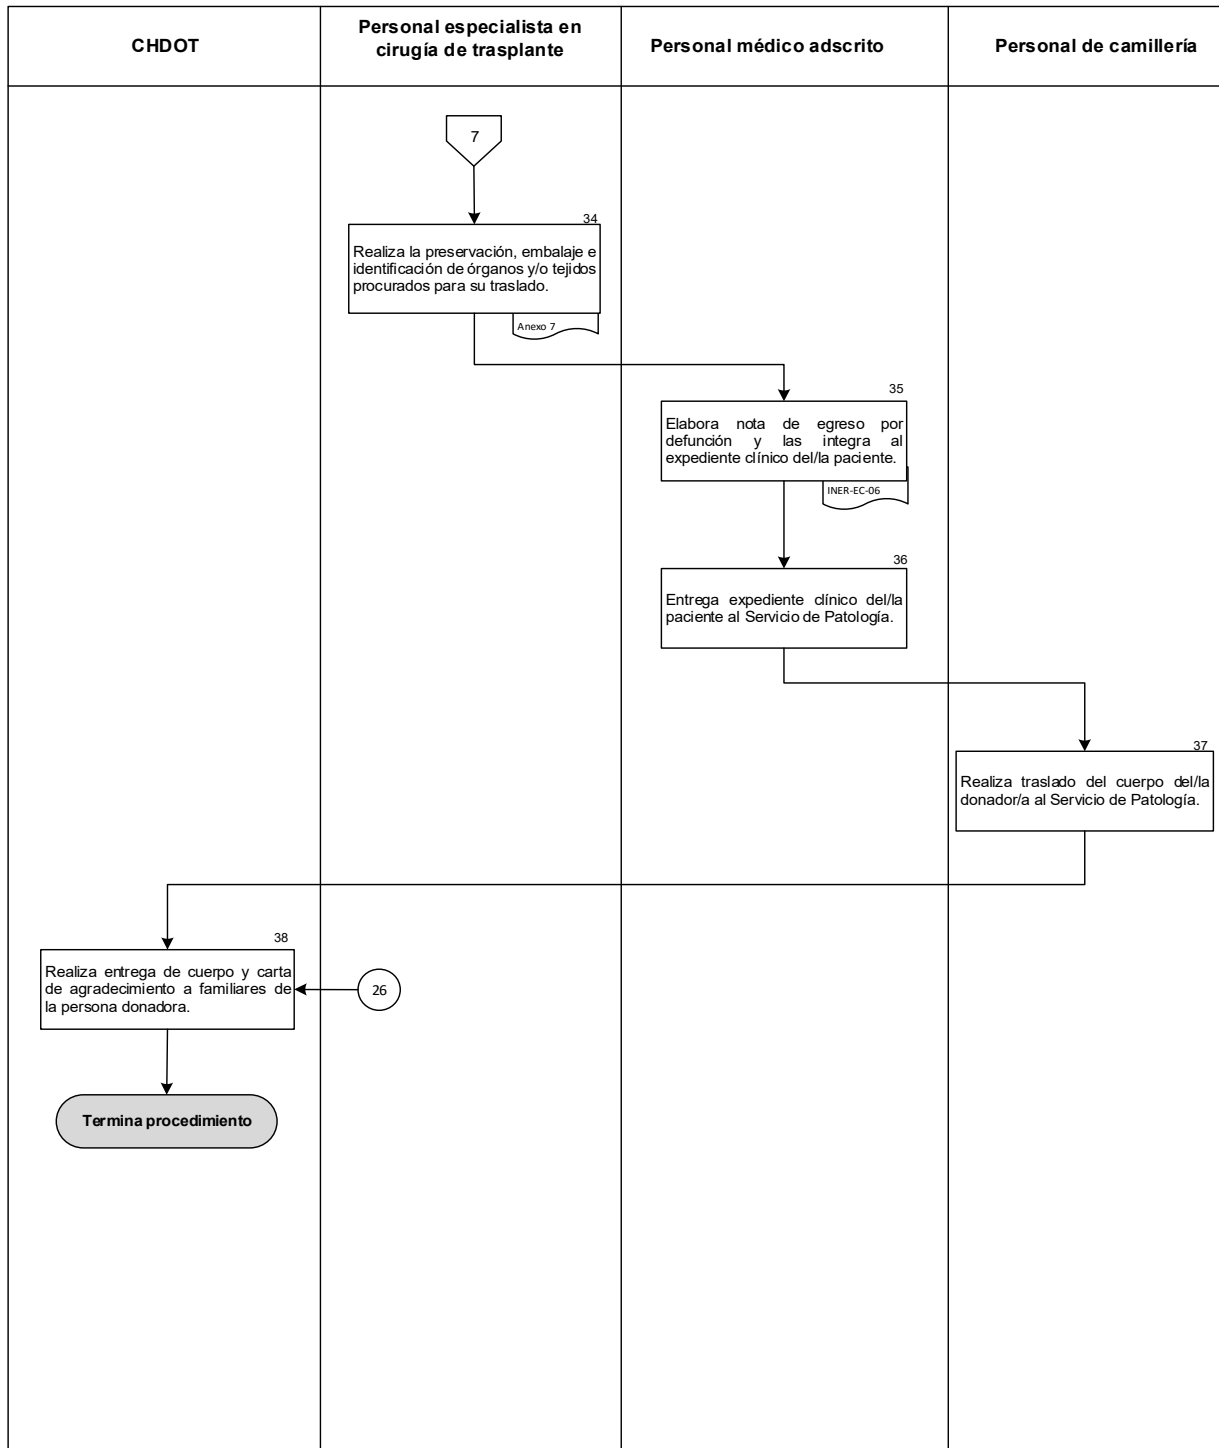 CHDOT
Personal especialista en
cirugía de trasplante
Personal médico adscrito
Personal de camillería
7
34
Realiza la preservación, embalaje e
identificación de órganos y/o tejidos
procurados para su traslado.
Anexo 7
35
Elabora nota de egreso por
defunción y las integra al
expediente clínico del/la paciente.
INER-EC-06
36
Entrega expediente clínico del/la
paciente al Servicio de Patología.
37
Realiza traslado del cuerpo del/la
donador/a al Servicio de Patología.
38
Realiza entrega de cuerpo y carta
de agradecimiento a familiares de
la persona donadora.
26
Termina procedimiento